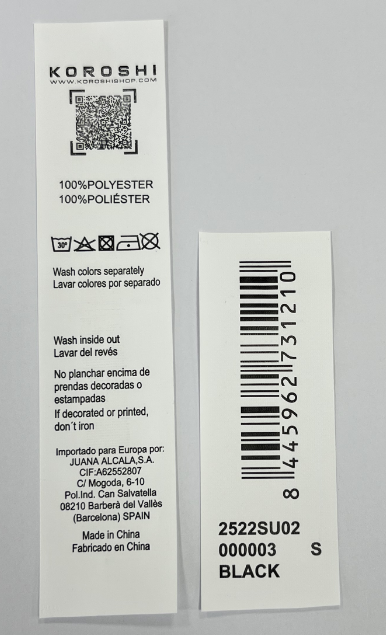 KOROSHI
WWW.KOROSHISHOP.COM
100%POLYESTER
100%POLIÉSTER
30°
Wash colors separately
Lavar colores por separado
Wash inside out
Lavar del revés
No planchar encima de
prendas decoradas o
estampadas
If decorated or printed,
don´t iron
Importado para Europa por:
JUANA ALCALA,S.A.
CIF:A62552807
C/ Mogoda, 6-10
Pol.Ind. Can Salvatella
08210 Barberà del Vallès
(Barcelona) SPAIN
Made in China
Fabricado en China
8 445962 731210
2522SU02
000003 S
BLACK